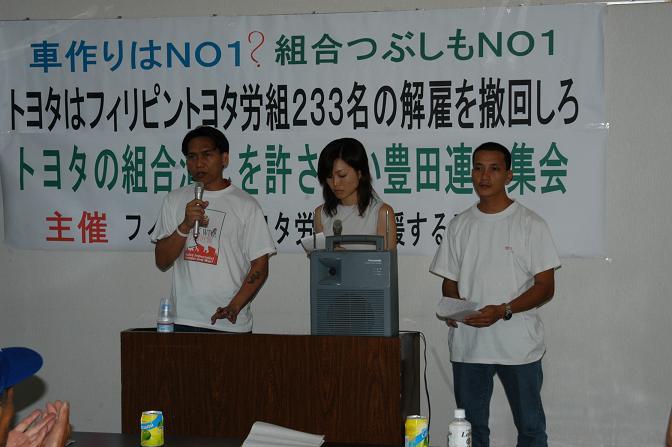 車作りはNO1？組合つぶしもNO1
トヨタはフィリピントヨタ労組233名の解雇を撤回しろ
トヨタの組合 を許さ い豊田連 集会
主催 フィ ヨタ労 援する
Panasonic